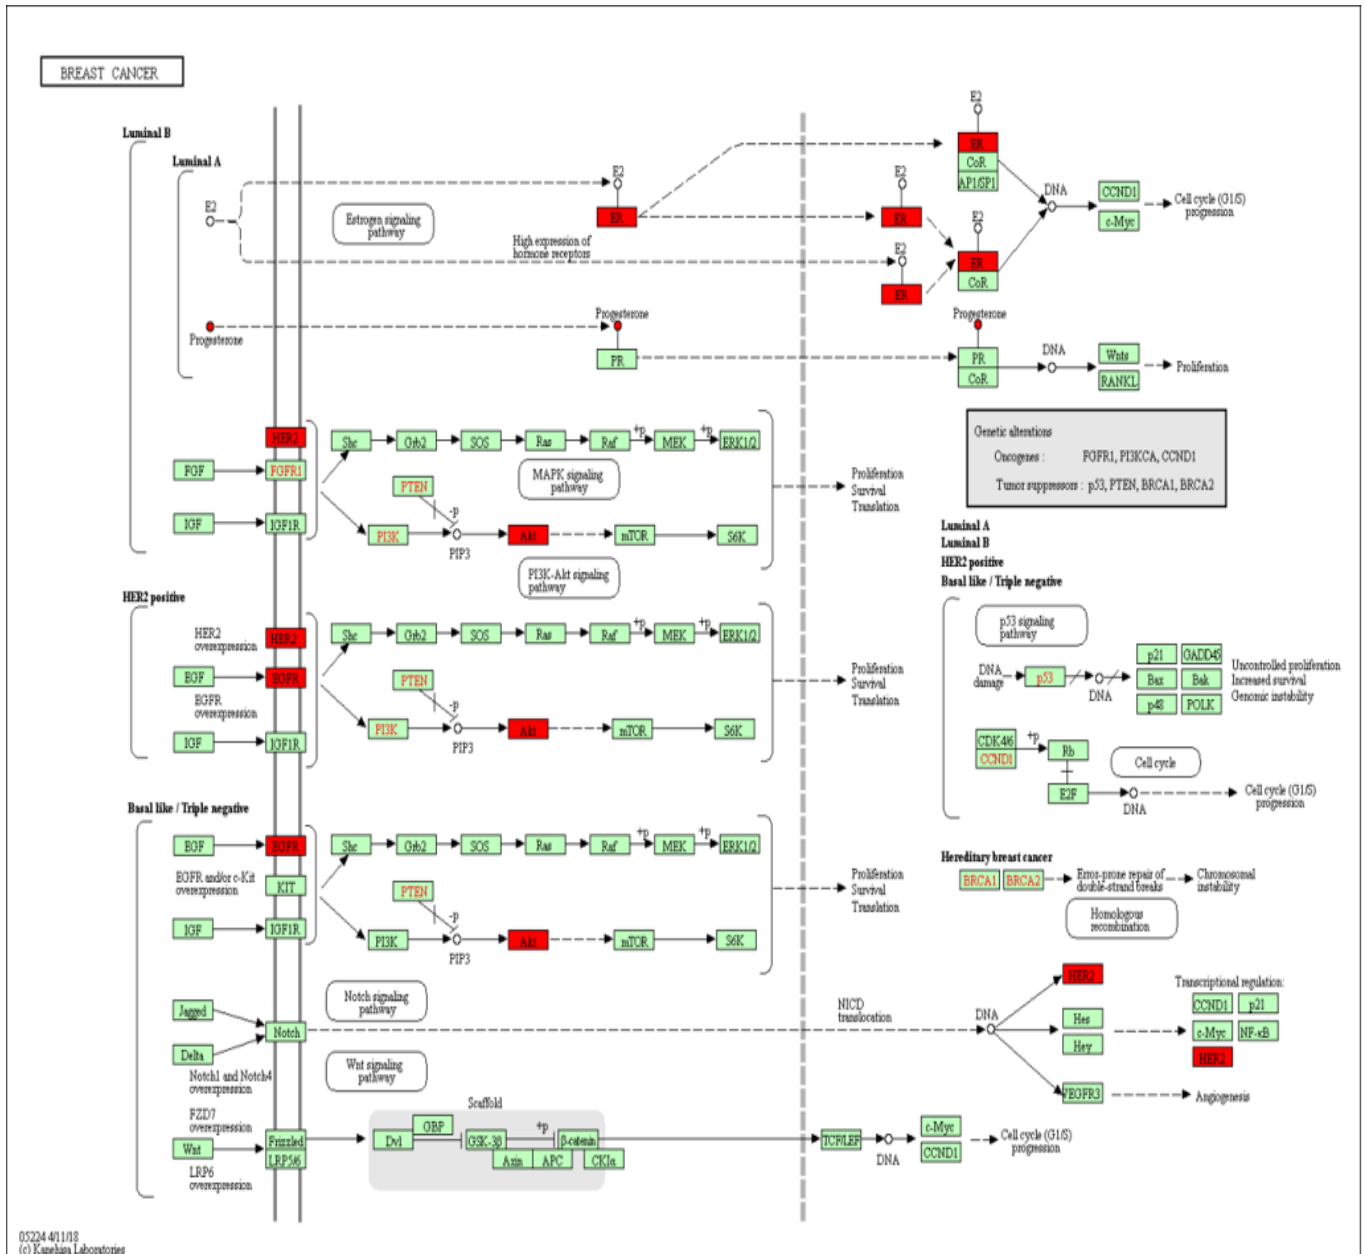 BREAST CANCER
Luminal B
Luminal A
E2
E2
E2
E2
E2
E2
ER
CoR
AP1/SP1
ER
ER
ER
CoR
ER
Estrogen signaling
pathway
High expression of
hormone receptors
DNA
CCND1
c-Myc
Cell cycle (G1/S)
progression
Progesterone
Progesterone
PR
Progesterone
PR
CoR
DNA
Wnts
RANKL
Proliferation
HER2
FGF
FGFR1
IGF
IGF1R
Shc
Grb2
SOS
Ras
Raf
+p
MEK
+p
ERK1/2
MAPK signaling
pathway
PTEN
-p
PI3K
PIP3
Akt
mTOR
S6K
PI3K-Akt signaling
pathway
Proliferation
Survival
Translation
Genetic alterations
Oncogenes : FGFR1, PI3KCA, CCND1
Tumor suppressors : p53, PTEN, BRCA1, BRCA2
HER2 positive
HER2
overexpression
HER2
EGF
EGFR
EGFR
overexpression
IGF
IGF1R
Shc
Grb2
SOS
Ras
Raf
+p
MEK
+p
ERK1/2
PTEN
-p
PI3K
PIP3
Akt
mTOR
S6K
Proliferation
Survival
Translation
Luminal A
Luminal B
HER2 positive
Basal like / Triple negative
p53 signaling
pathway
DNA
damage
p53
DNA
p21
GADD45
Bax
Bak
p48
POLK
Uncontrolled proliferation
Increased survival
Genomic instability
CDK4/6
CCND1
+p
Rb
E2F
Cell cycle
DNA
Cell cycle (G1/S)
progression
Basal like / Triple negative
EGF
EGFR
EGFR and/or c-Kit
overexpression
KIT
IGF
IGF1R
Shc
Grb2
SOS
Ras
Raf
+p
MEK
+p
ERK1/2
PTEN
-p
PI3K
PIP3
Akt
mTOR
S6K
Proliferation
Survival
Translation
Hereditary breast cancer
BRCA1
BRCA2
Error-prone repair of
double-strand breaks
Chromosomal
instability
Homologous
recombination
Jagged
Delta
Notch
Notch1 and Notch4
overexpression
Notch signaling
pathway
NICD
translocation
DNA
HER2
Hes
Hey
VEGFR3
Transcriptional regulation:
CCND1
p21
c-Myc
NF-κB
HER2
Angiogenesis
Wnt signaling
pathway
FZD7
overexpression
Wnt
Frizzled
LRP5/6
LRP6
overexpression
Scaffold
Dvl
GBP
GSK-3β
+p
β-catenin
Axin
APC
CKIα
TCF/LEF
DNA
c-Myc
CCND1
Cell cycle (G1/S)
progression
05224 4/11/18
(c) Kanehisa Laboratories